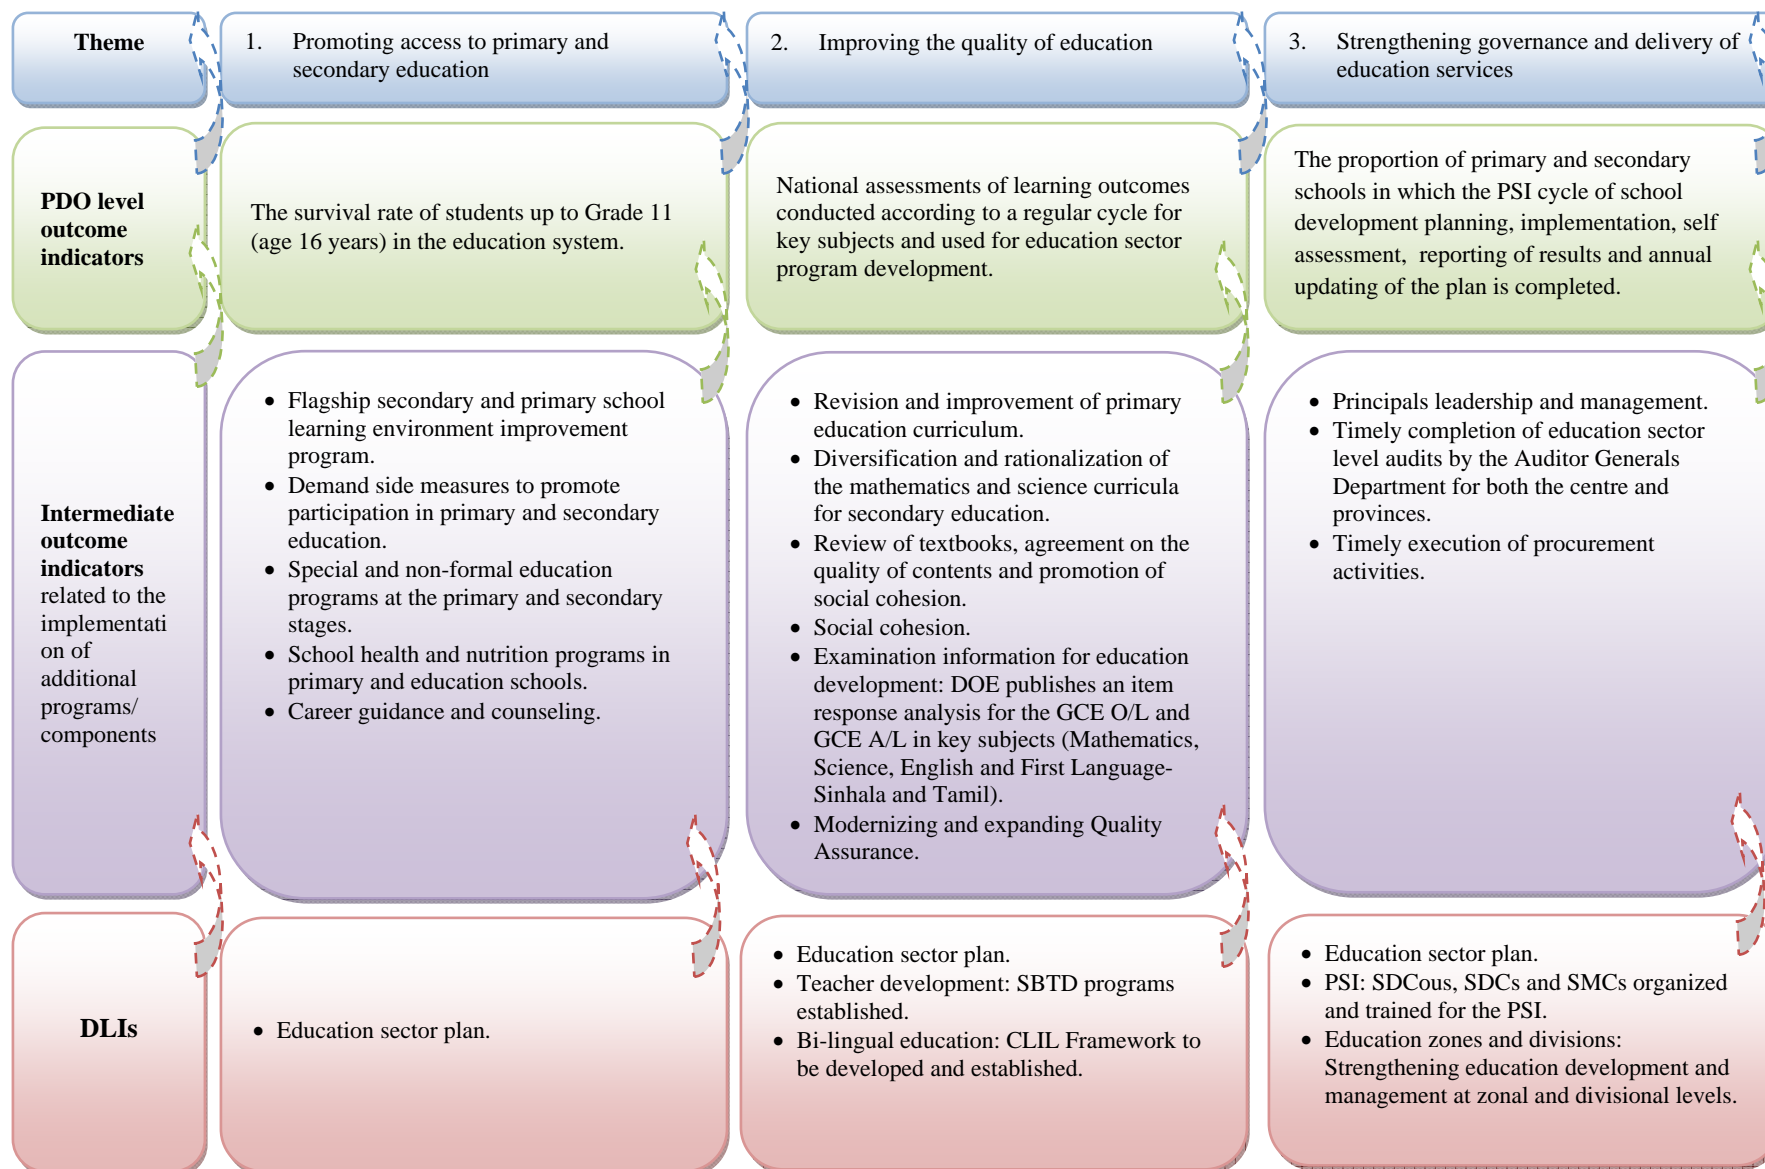 Theme
1. Promoting access to primary and
secondary education
2. Improving the quality of education
3. Strengthening governance and delivery of
education services
PDO level
outcome
indicators
The survival rate of students up to Grade 11
(age 16 years) in the education system.
National assessments of learning outcomes
conducted according to a regular cycle for
key subjects and used for education sector
program development.
The proportion of primary and secondary
schools in which the PSI cycle of school
development planning, implementation, self
assessment, reporting of results and annual
updating of the plan is completed.
Intermediate
outcome
indicators
related to the
implementati
on of
additional
programs/
components
• Flagship secondary and primary school
learning environment improvement
program.
• Demand side measures to promote
participation in primary and secondary
education.
• Special and non-formal education
programs at the primary and secondary
stages.
• School health and nutrition programs in
primary and education schools.
• Career guidance and counseling.
• Revision and improvement of primary
education curriculum.
• Diversification and rationalization of
the mathematics and science curricula
for secondary education.
• Review of textbooks, agreement on the
quality of contents and promotion of
social cohesion.
• Social cohesion.
• Examination information for education
development: DOE publishes an item
response analysis for the GCE O/L and
GCE A/L in key subjects (Mathematics,
Science, English and First Language-
Sinhala and Tamil).
• Modernizing and expanding Quality
Assurance.
• Principals leadership and management.
• Timely completion of education sector
level audits by the Auditor Generals
Department for both the centre and
provinces.
• Timely execution of procurement
activities.
DLIs
• Education sector plan.
• Education sector plan.
• Teacher development: SBTD programs
established.
• Bi-lingual education: CLIL Framework to
be developed and established.
• Education sector plan.
• PSI: SDCous, SDCs and SMCs organized
and trained for the PSI.
• Education zones and divisions:
Strengthening education development and
management at zonal and divisional levels.